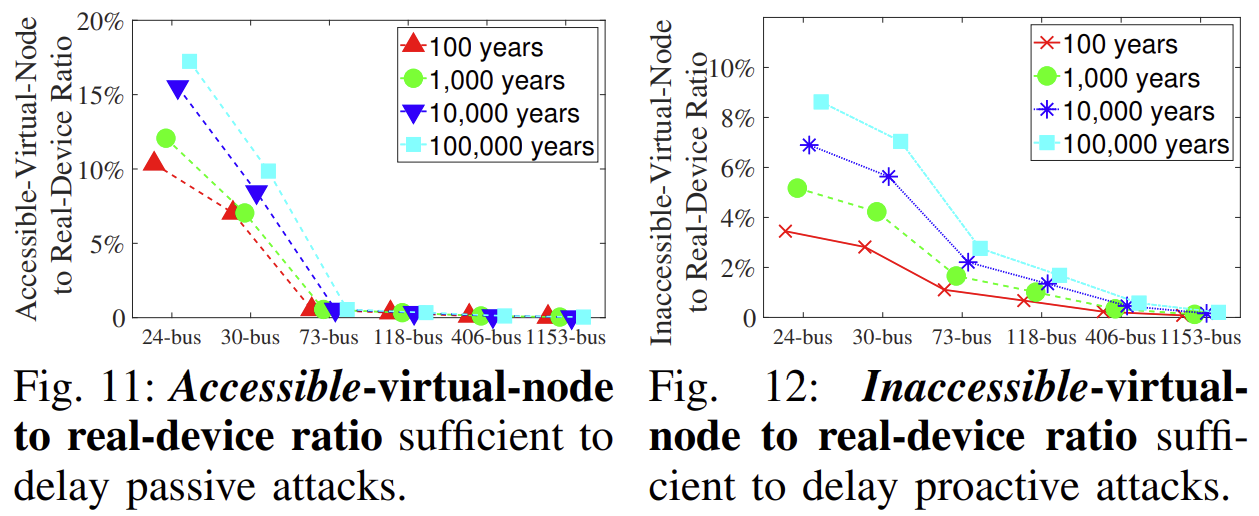 Accessible-Virtual-Node
to Real-Device Ratio
20%
15%
10%
5%
0
100 years
1,000 years
10,000 years
100,000 years
24-bus 30-bus 73-bus 118-bus 406-bus 1153-bus
Fig. 11: Accessible-virtual-node
to real-device ratio sufficient to
delay passive attacks.
Inaccessible-Virtual-Node
to Real-Device Ratio
10%
8%
6%
4%
2%
0
100 years
1,000 years
10,000 years
100,000 years
24-bus 30-bus 73-bus 118-bus 406-bus 1153-bus
Fig. 12: Inaccessible-virtual-
node to real-device ratio suffi-
cient to delay proactive attacks.